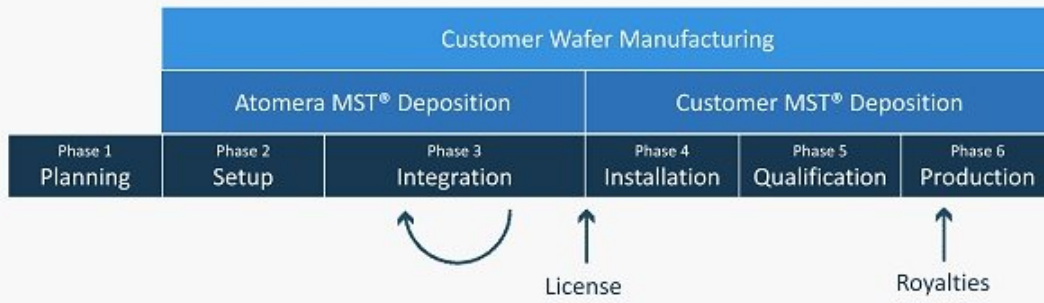 Customer Wafer Manufacturing
Atomera MST® Deposition
Customer MST® Deposition
Phase 1
Planning
Phase 2
Setup
Phase 3
Integration
Phase 4
Installation
Phase 5
Qualification
Phase 6
Production
License
Royalties